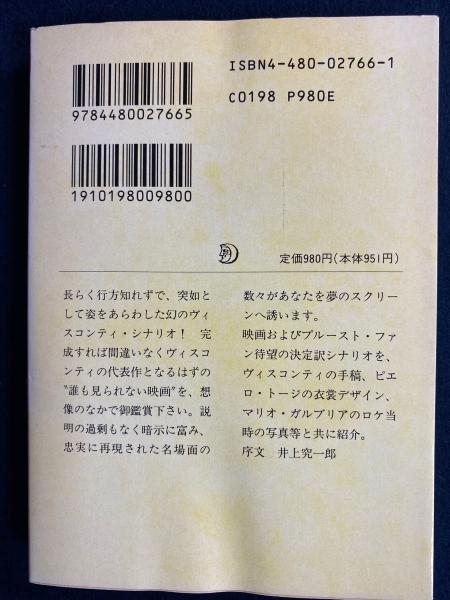 ISBN4-480-02766-1
C0198 P980E
9784480027665
1910198009800
定価980円(本体951円)
長らく行方知れずで、突如と
して姿をあらわした幻のヴィ
スコンティ・シナリオ! 完
成すれば間違いなくヴィスコ
ンティの代表作となるはずの
“誰も見られない映画”を、想
像のなかで御鑑賞下さい。説
明の過剰もなく暗示に富み、
忠実に再現された名場面の
数々があなたを夢のスクリー
ンへ誘います。
映画およびプルースト・ファ
ン待望の決定訳シナリオを、
ヴィスコンティの手稿、ピエ
ロ・トージの衣裳デザイン、
マリオ・ガルブリアのロケ当
時の写真等と共に紹介。
序文 井上究一郎